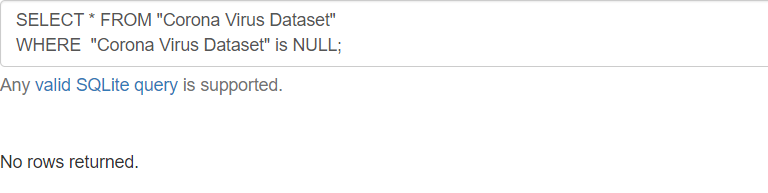 SELECT * FROM "Corona Virus Dataset"
WHERE "Corona Virus Dataset" is NULL;
Any valid SQLite query is supported.
No rows returned.